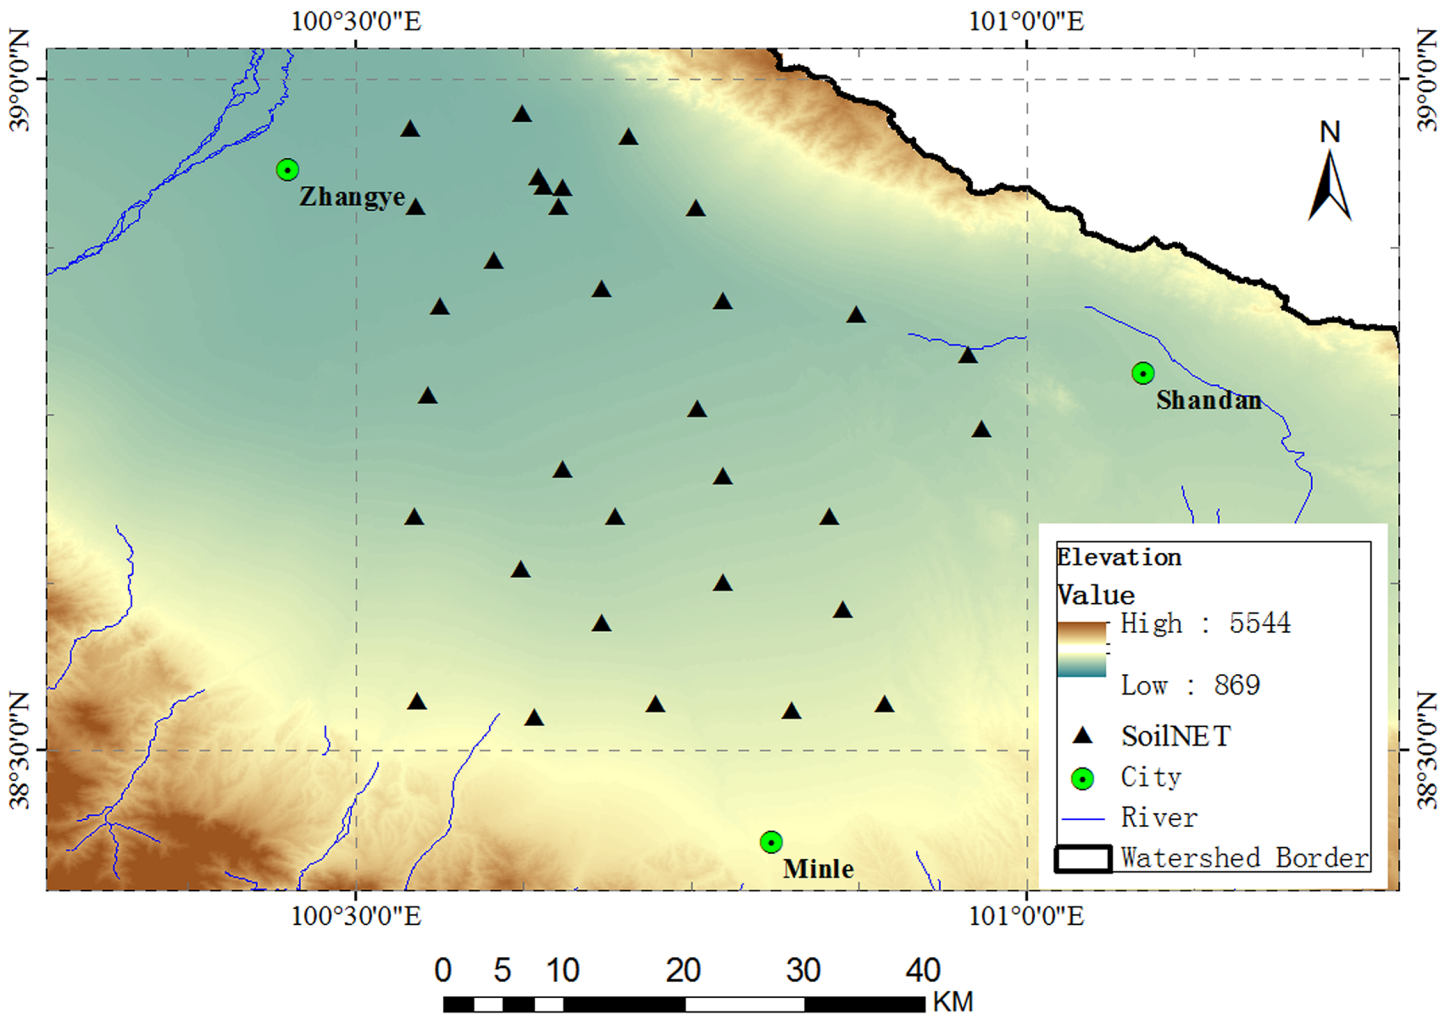 100°30'0"E
101°0'0"E
39°0'0"N
39°0'0"N
N
Zhangye
Shandan
Elevation
Value
High : 5544
Low : 869
SoilNET
City
River
Watershed Border
38°30'0"N
38°30'0"N
Minle
100°30'0"E
101°0'0"E
0 5 10 20 30 40
KM